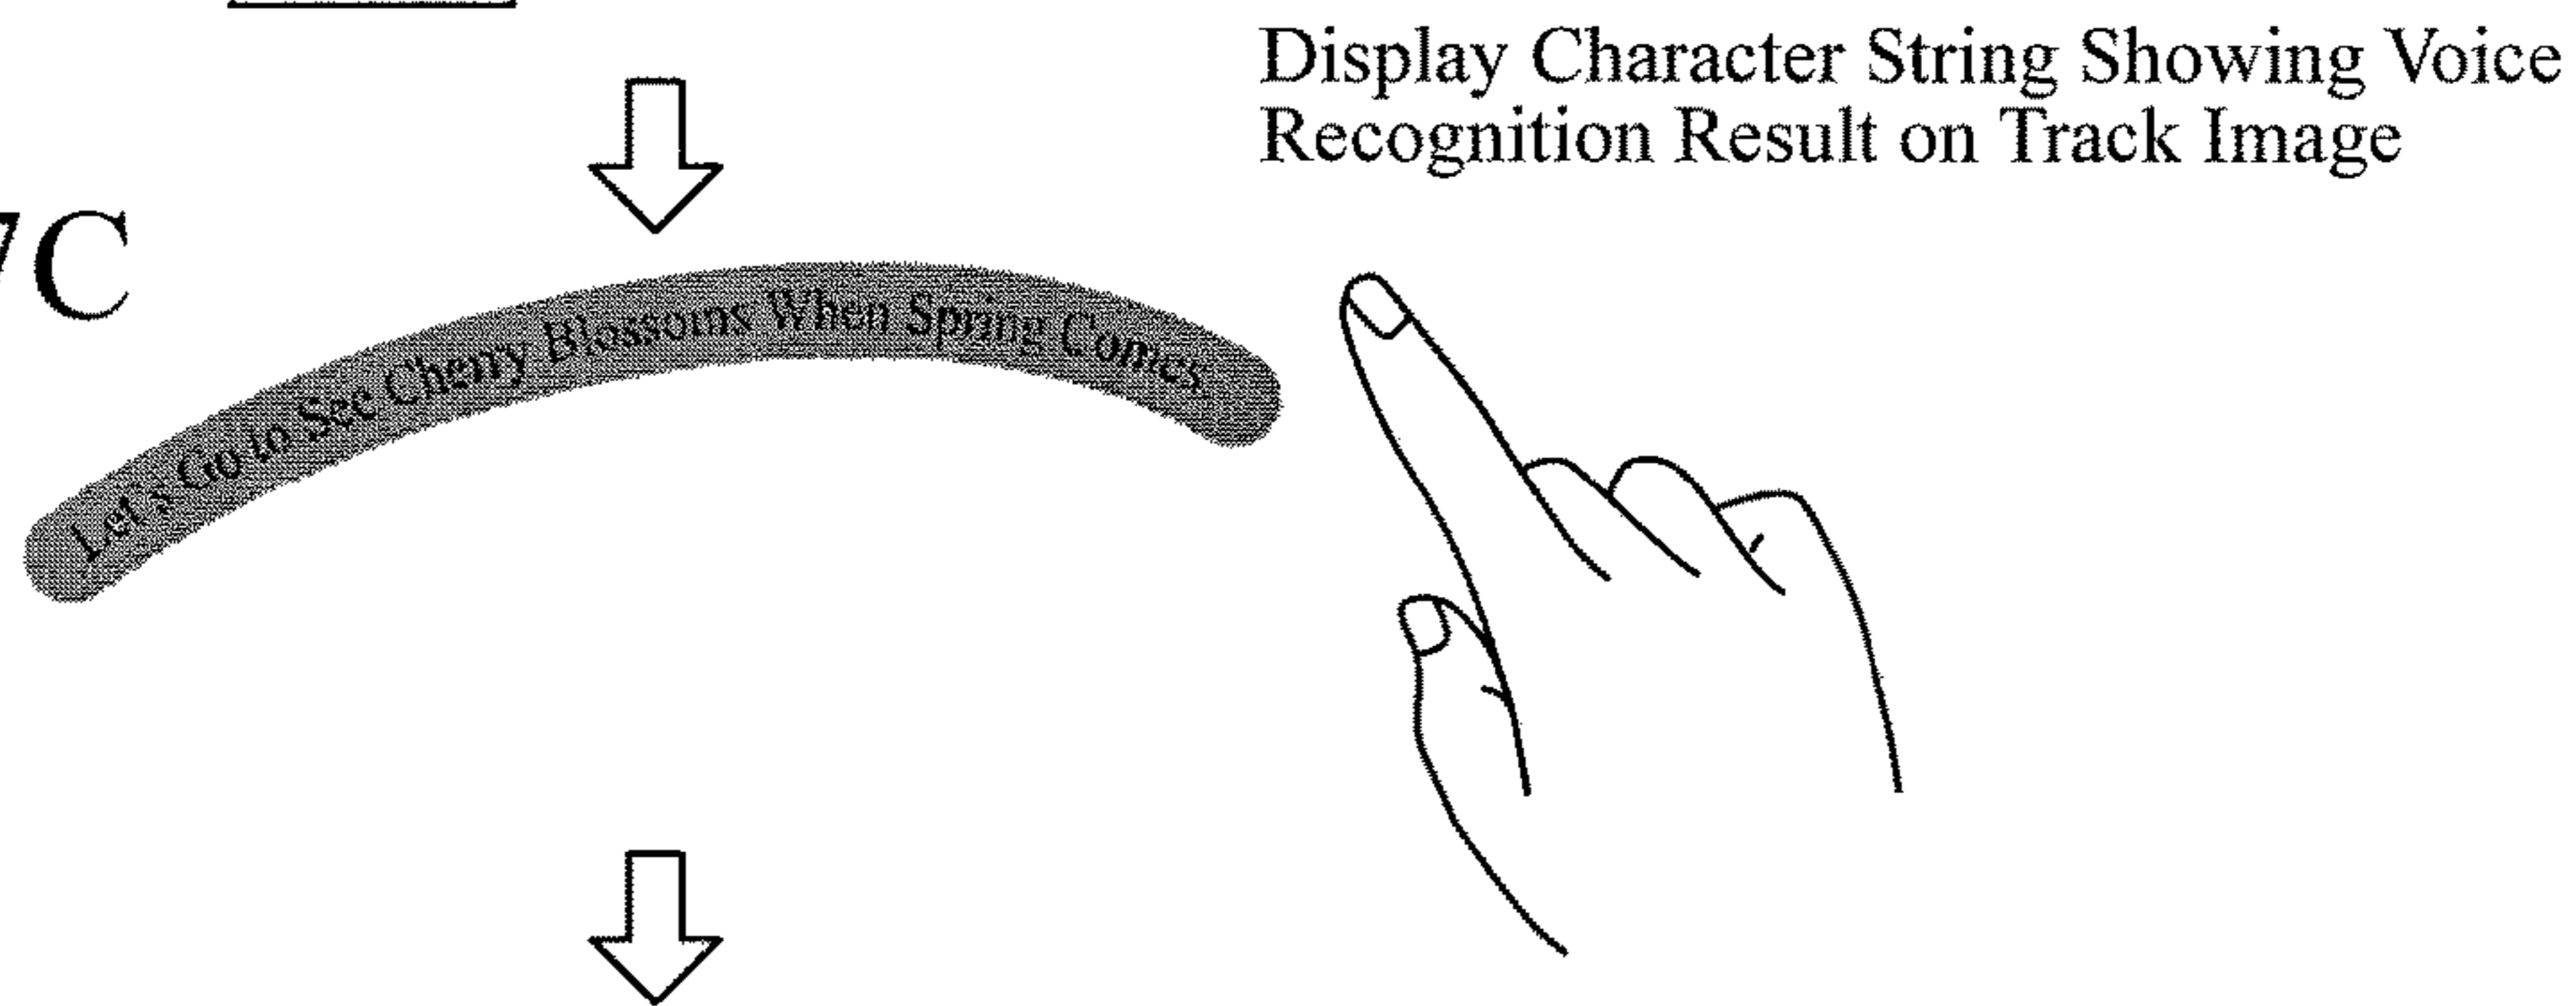 Display Character String Showing Voice
Recognition Result on Track Image
7C
Let's Go to See Cherry Blossoms When Spring Comes